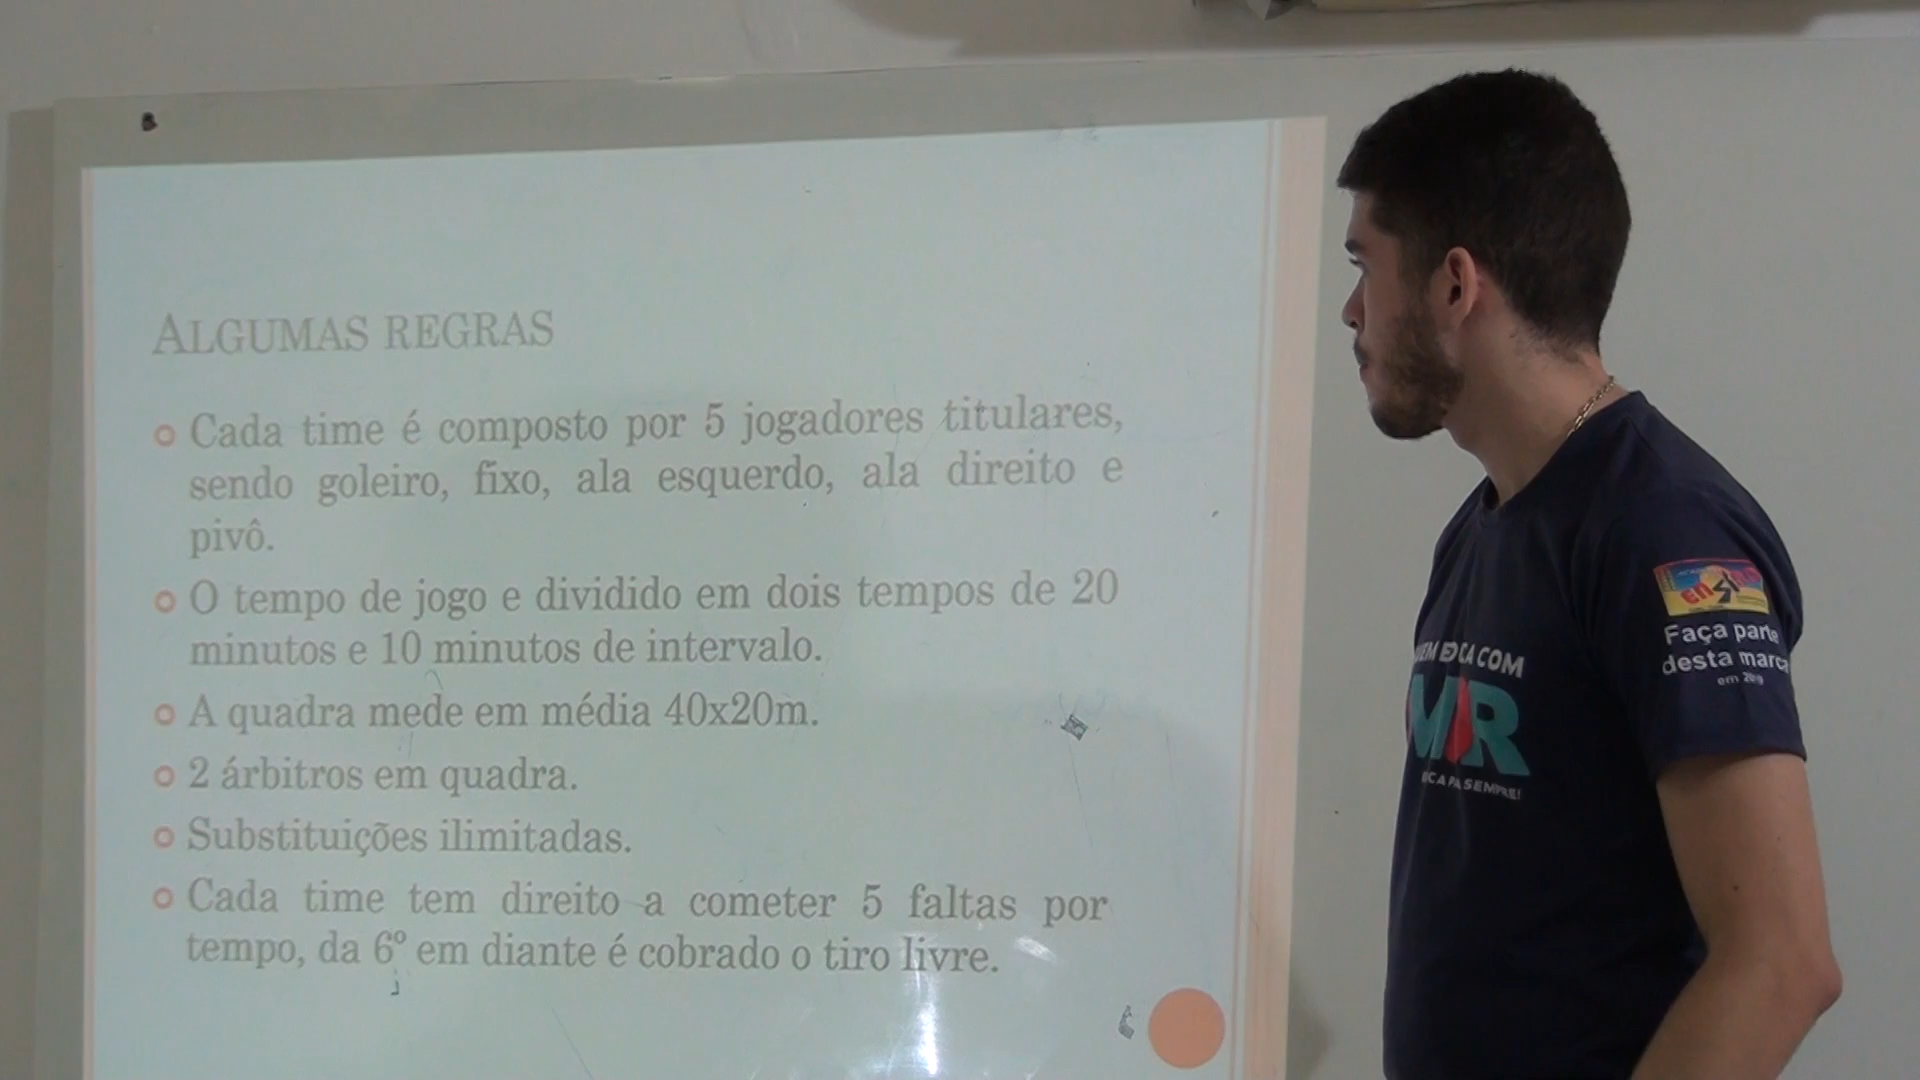 ALGUMAS REGRAS
Cada time é composto por 5 jogadores titulares,
sendo goleiro, fixo, ala esquerdo, ala direito e
pivô.
O tempo de jogo e dividido em dois tempos de 20
minutos e 10 minutos de intervalo.
A quadra mede em média 40x20m.
2 árbitros em quadra.
Substituições ilimitadas.
Cada time tem direito a cometer 5 faltas por
tempo, da 6º em diante é cobrado o tiro livre.
Faça parte
desta marca
em
COM
SEMPRE!